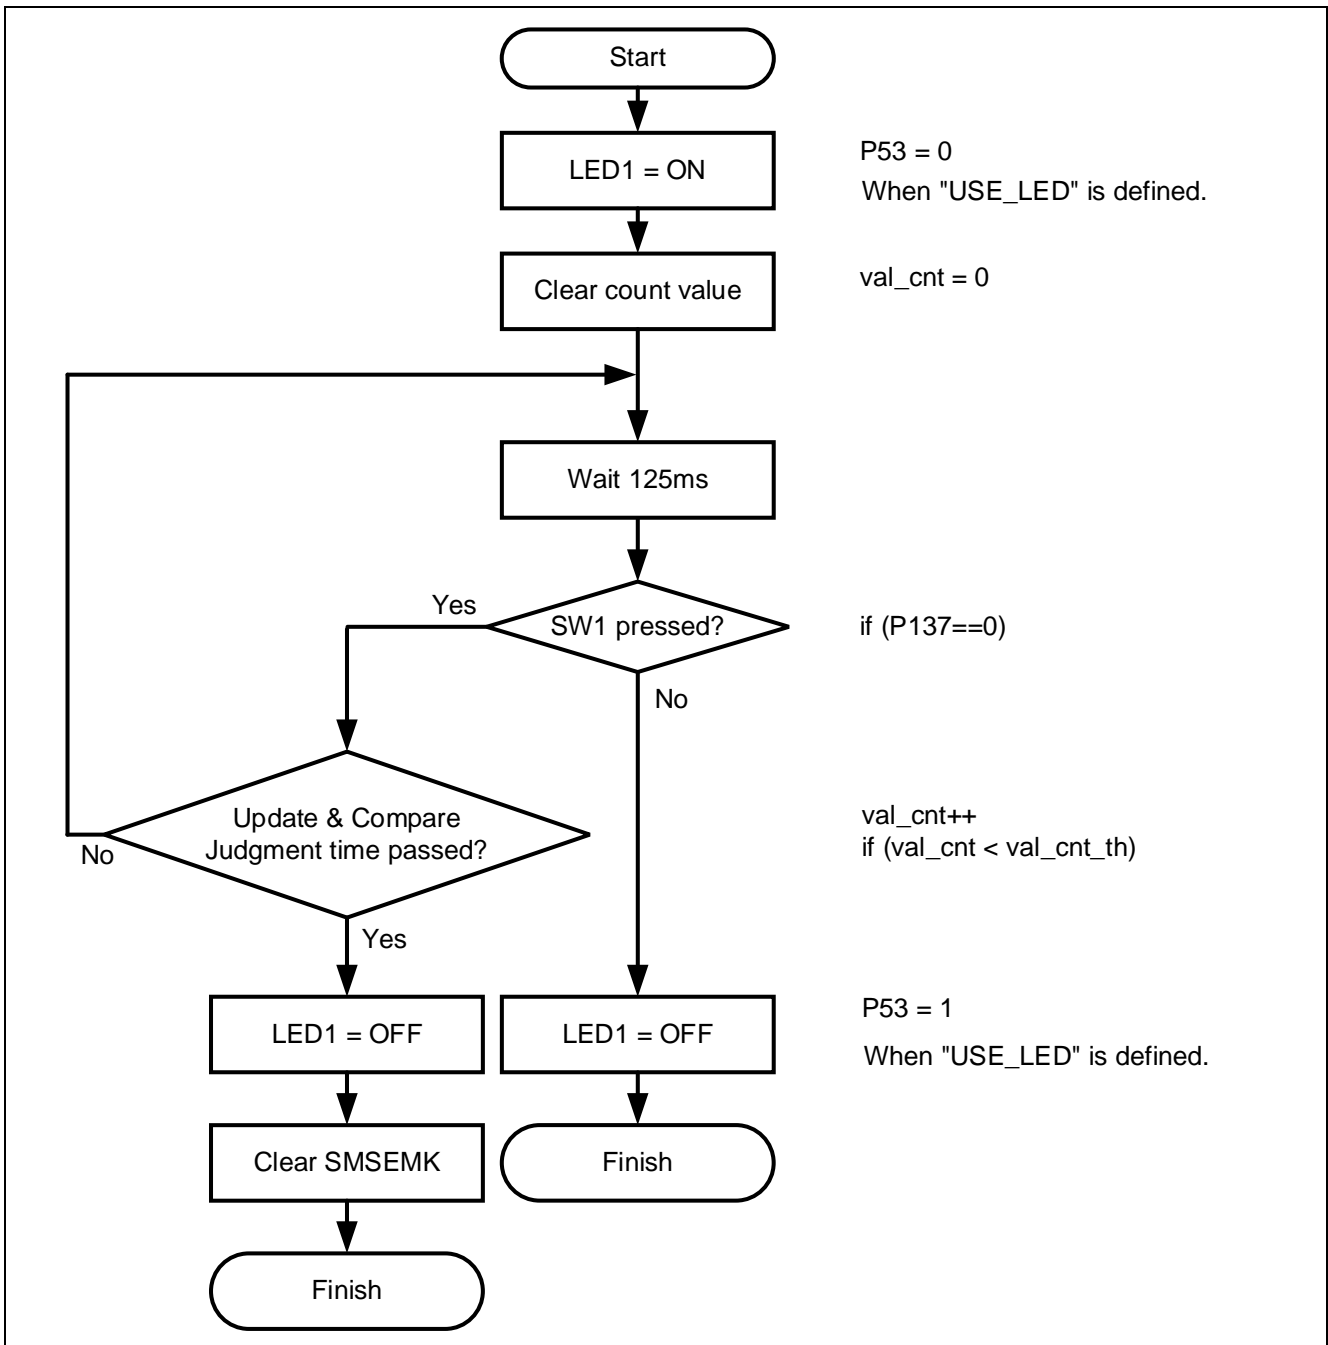 Start
LED1 = ON
P53 = 0
When "USE_LED" is defined.
Clear count value
val_cnt = 0
Wait 125ms
Yes
SW1 pressed?
if (P137==0)
No
Update & Compare
Judgment time passed?
val_cnt++
if (val_cnt < val_cnt_th)
No
Yes
LED1 = OFF
LED1 = OFF
P53 = 1
When "USE_LED" is defined.
Clear SMSEMK
Finish
Finish